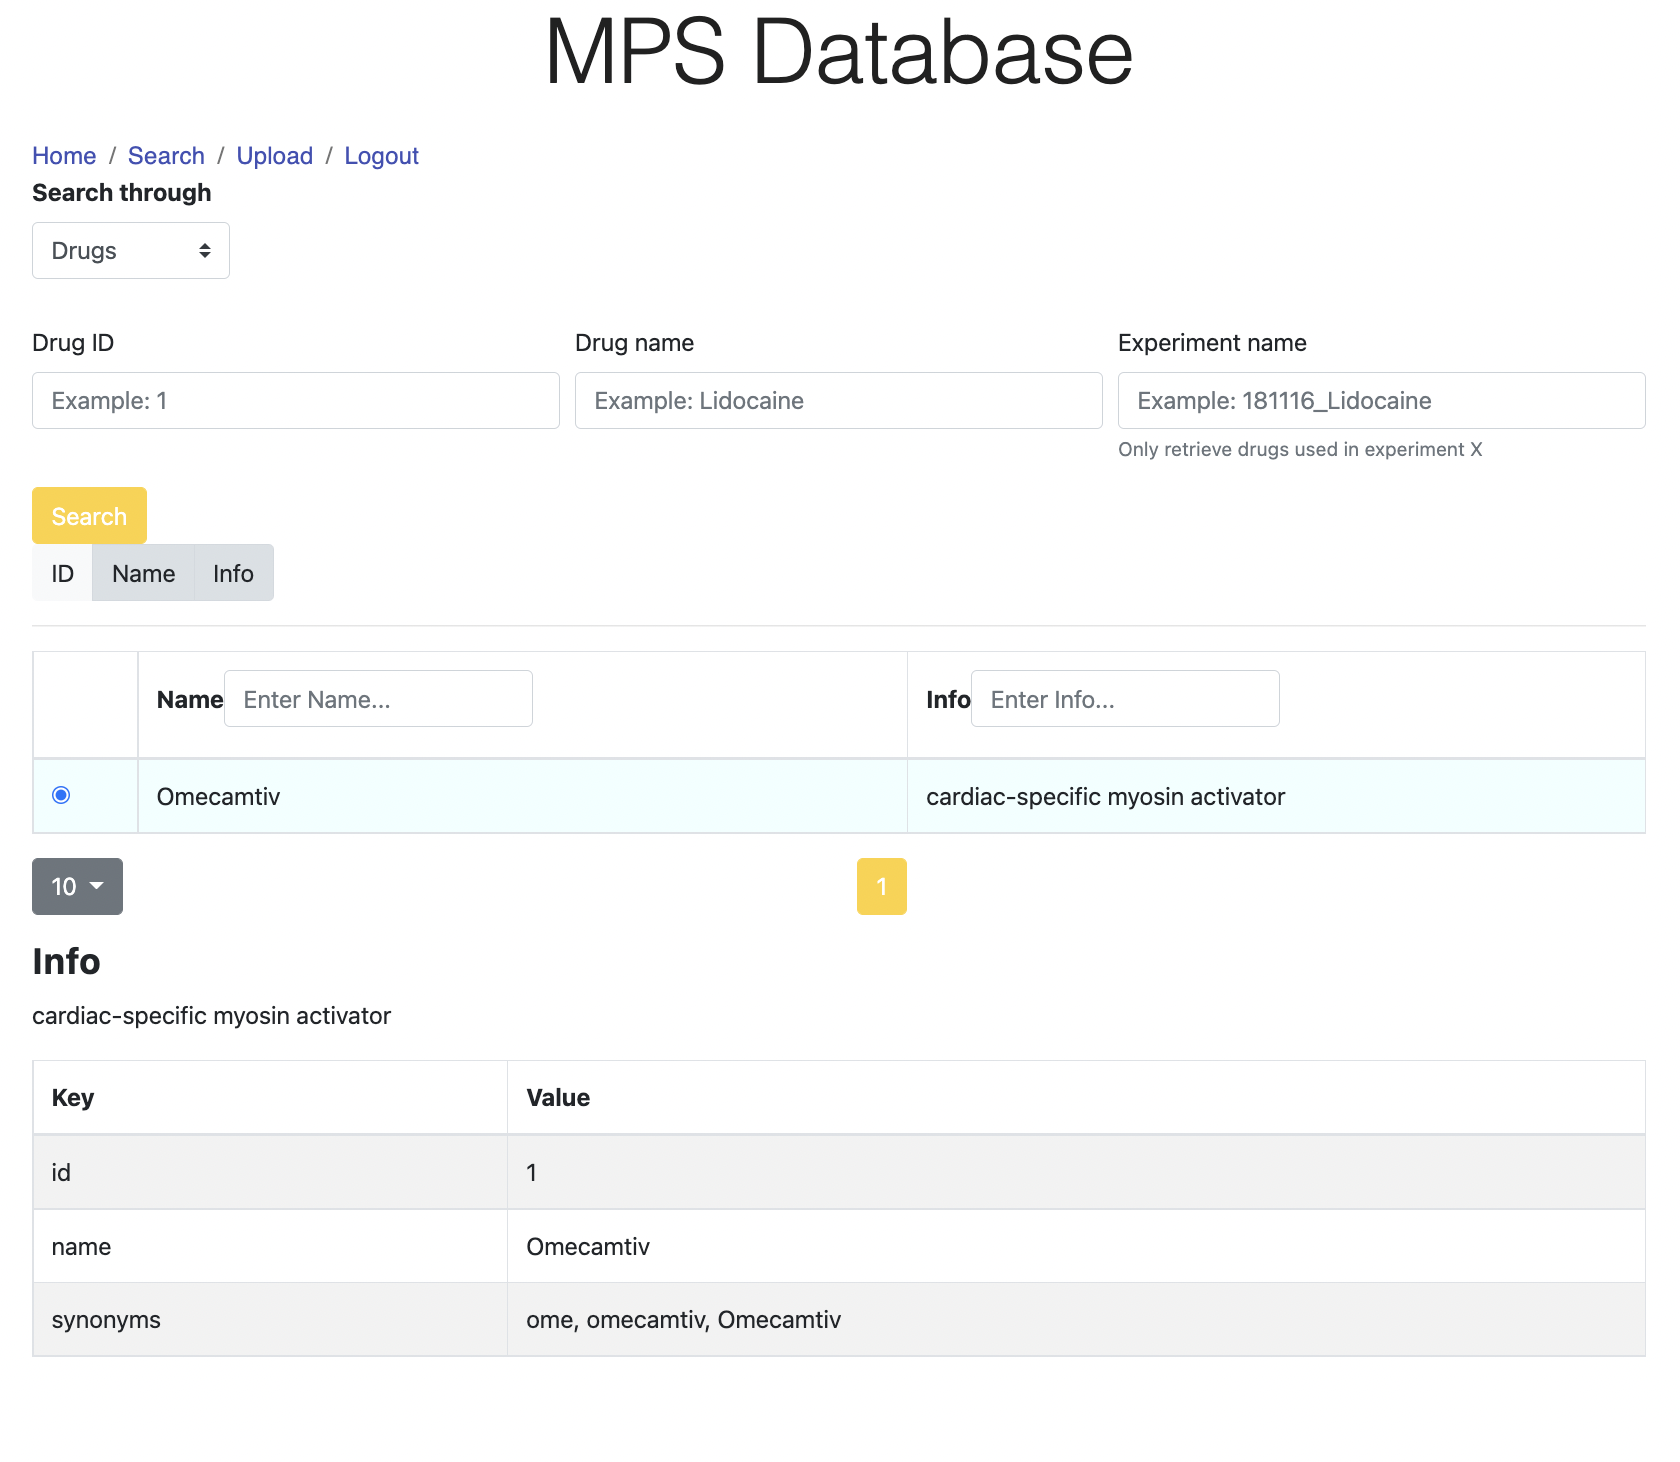 MPS Database
Home / Search / Upload / Logout
Search through
Drugs
Drug ID Drug name Experiment name
Example: 1 Example: Lidocaine Example: 181116_Lidocaine
Only retrieve drugs used in experiment X
Search
ID Name Info
Name Enter Name... Info Enter Info...
Omecamtiv cardiac-specific myosin activator
10 1
Info
cardiac-specific myosin activator
Key Value
id 1
name Omecamtiv
synonyms ome, omecamtiv, Omecamtiv